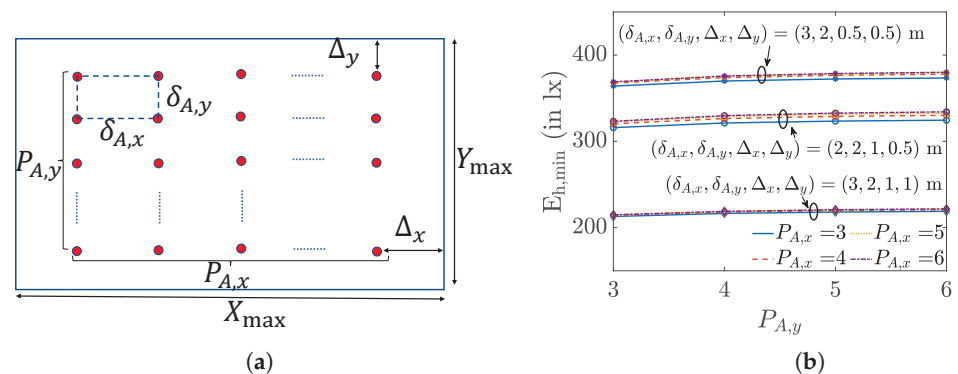 Δ_y
δ_{A,y}
δ_{A,x}
P_{A,y}
Y_max
Δ_x
P_{A,x}
X_max
(a)
E_{h,min} (in lx)
400
300
200
(δ_{A,x}, δ_{A,y}, Δ_x, Δ_y) = (3, 2, 0.5, 0.5) m
(δ_{A,x}, δ_{A,y}, Δ_x, Δ_y) = (2, 2, 1, 0.5) m
(δ_{A,x}, δ_{A,y}, Δ_x, Δ_y) = (3, 2, 1, 1) m
P_{A,x} =3 P_{A,x} =5
P_{A,x} =4 P_{A,x} =6
3 4 5 6
P_{A,y}
(b)